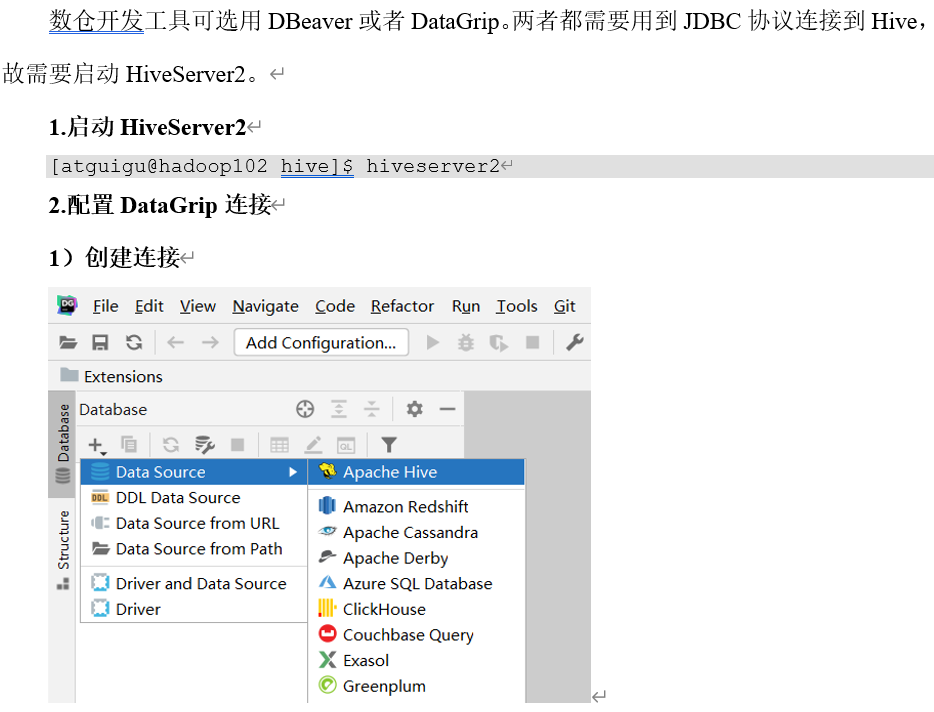 数仓开发工具可选用 DBeaver 或者 DataGrip。两者都需要用到 JDBC 协议连接到 Hive，
故需要启动 HiveServer2。
1.启动 HiveServer2
[atguigu@hadoop102 hive]$ hiveserver2
2.配置 DataGrip 连接
1）创建连接
DG File Edit View Navigate Code Refactor Run Tools Git
Add Configuration...
Extensions
Database
Database
QL
Data Source
DDL DDL Data Source
Data Source from URL
Data Source from Path
Driver and Data Source
Driver
Structure
Apache Hive
Amazon Redshift
Apache Cassandra
Apache Derby
Azure SQL Database
ClickHouse
Couchbase Query
Exasol
Greenplum